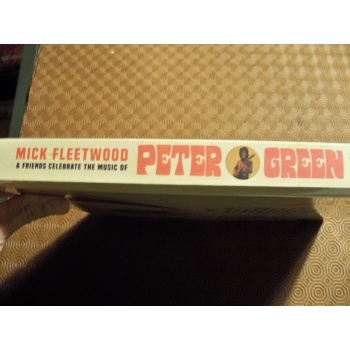 MICK FLEETWOOD
& FRIENDS CELEBRATE THE MUSIC OF
PETER GREEN